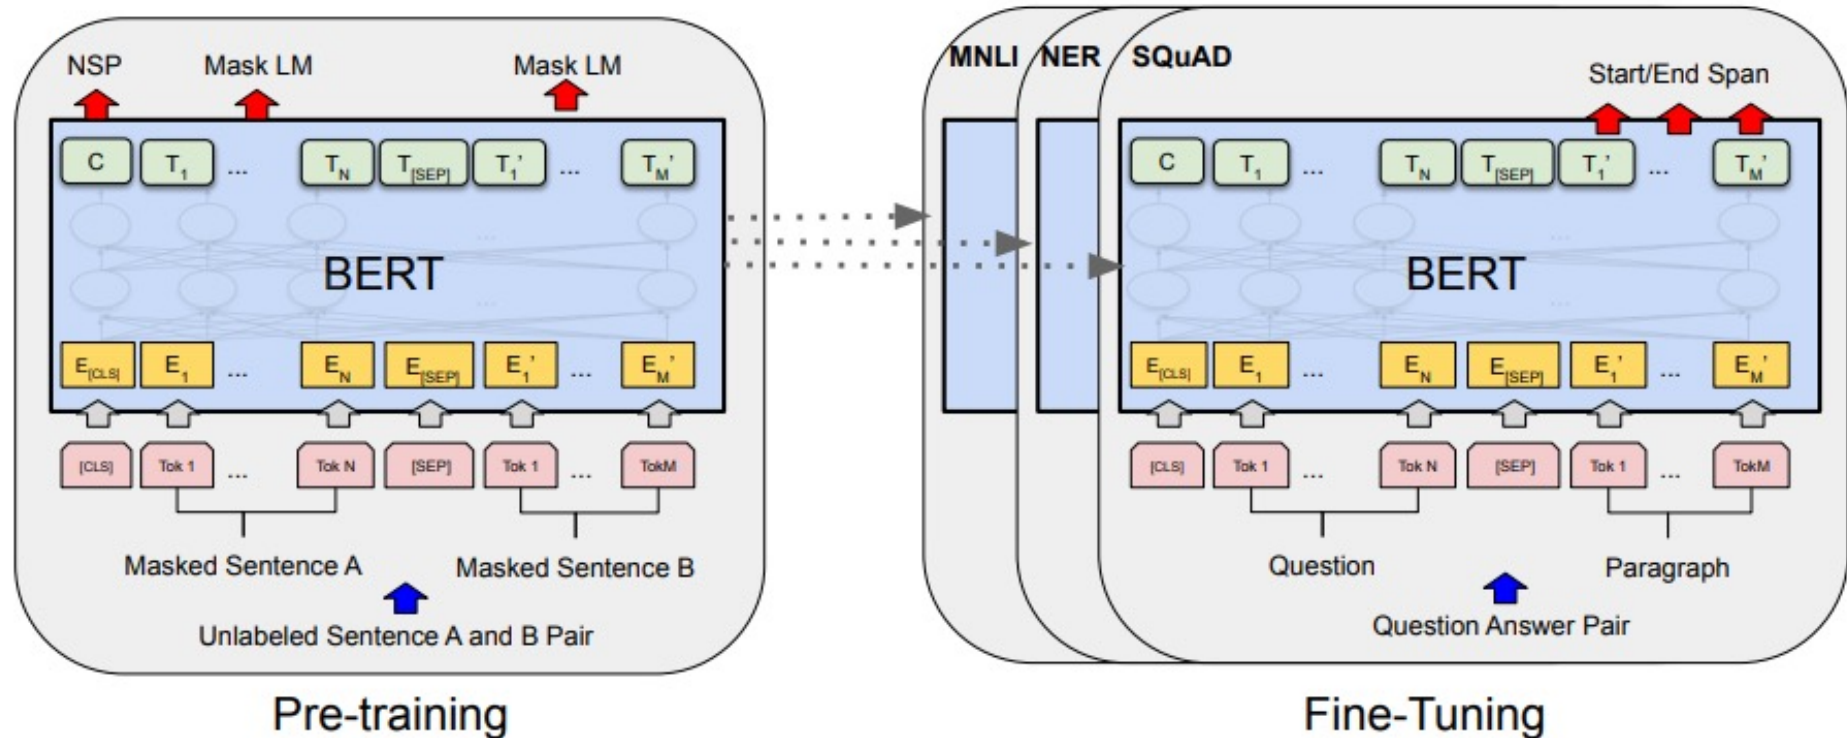 NSP Mask LM Mask LM
C T1 ... TN T[SEP] T1' ... TM'
...
BERT
...
E[CLS] E1 ... EN E[SEP] E1' ... EM'
[CLS] Tok 1 ... Tok N [SEP] Tok 1 ... TokM
Masked Sentence A Masked Sentence B
Unlabeled Sentence A and B Pair
Pre-training
MNLI NER SQuAD
Start/End Span
C T1 ... TN T[SEP] T1' ... TM'
...
BERT
...
E[CLS] E1 ... EN E[SEP] E1' ... EM'
[CLS] Tok 1 ... Tok N [SEP] Tok 1 ... TokM
Question Paragraph
Question Answer Pair
Fine-Tuning